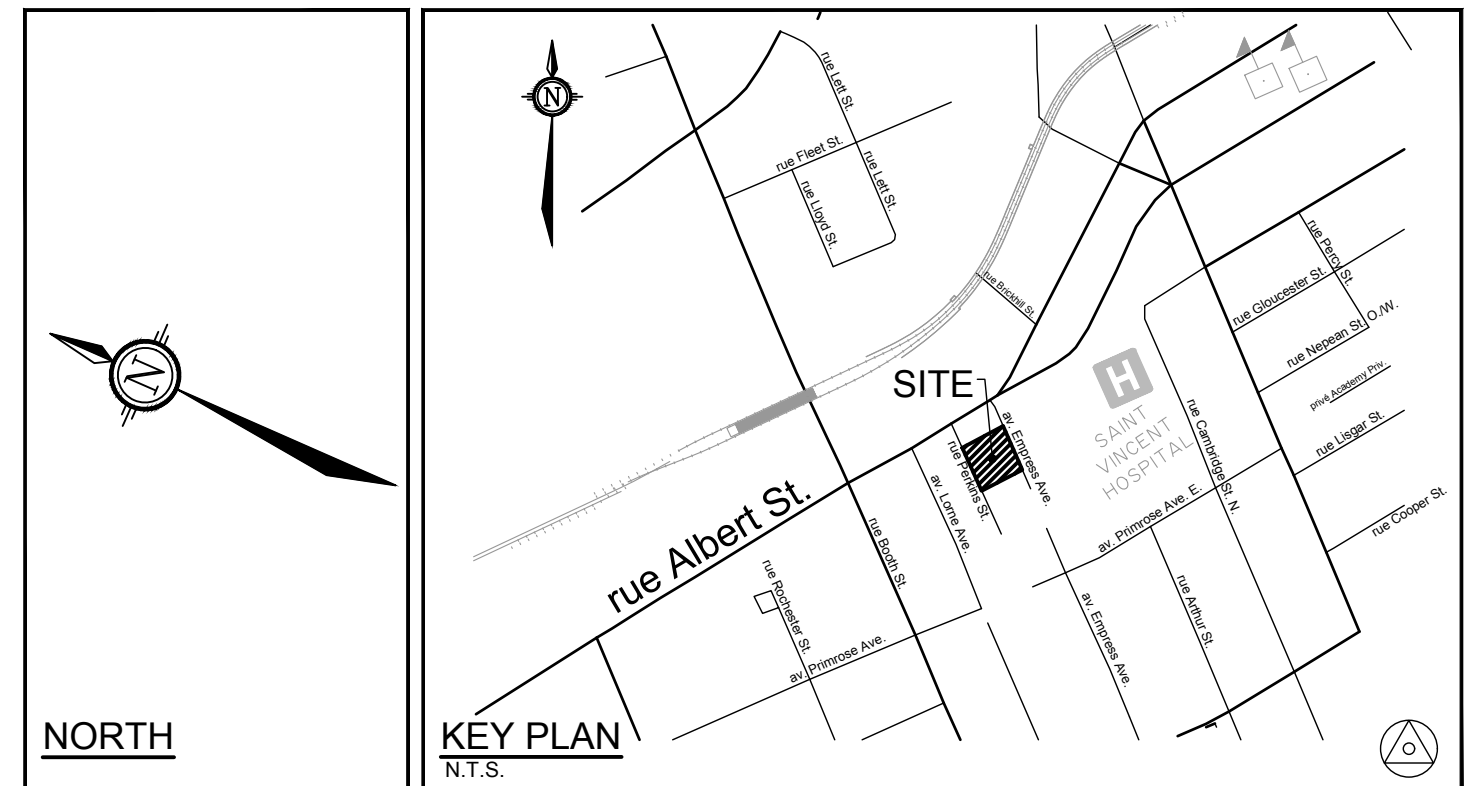 N
NORTH
N
rue Lett St.
rue Fleet St.
rue Lett St.
rue Lloyd St.
rue Brickhill St.
rue Percy St.
rue Gloucester St.
rue Nepean St. O./W.
privé Academy Priv.
rue Lisgar St.
rue Cooper St.
SITE
H
SAINT
VINCENT
HOSPITAL
rue Cambridge St. N.
av. Empress Ave.
rue Perkins St.
av. Lorne Ave.
rue Albert St.
rue Booth St.
av. Primrose Ave. E.
rue Rochester St.
av. Primrose Ave.
av. Empress Ave.
rue Arthur St.
KEY PLAN
N.T.S.